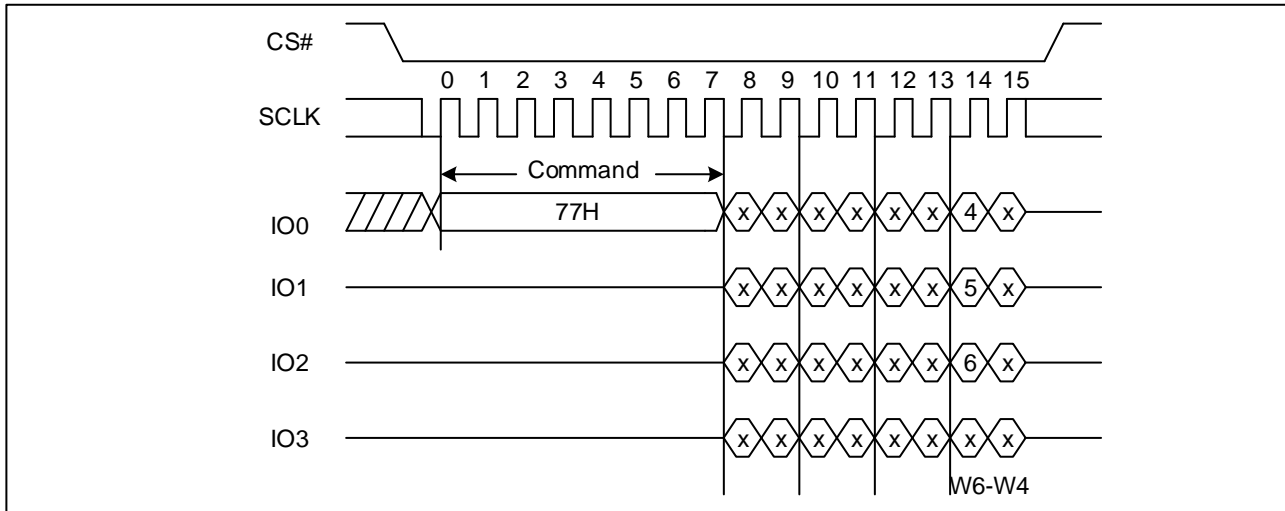 CS#
0 1 2 3 4 5 6 7 8 9 10 11 12 13 14 15
SCLK
Command
IO0 77H x x x x x x 4 x
IO1 x x x x x x 5 x
IO2 x x x x x x 6 x
IO3 x x x x x x x x
W6-W4